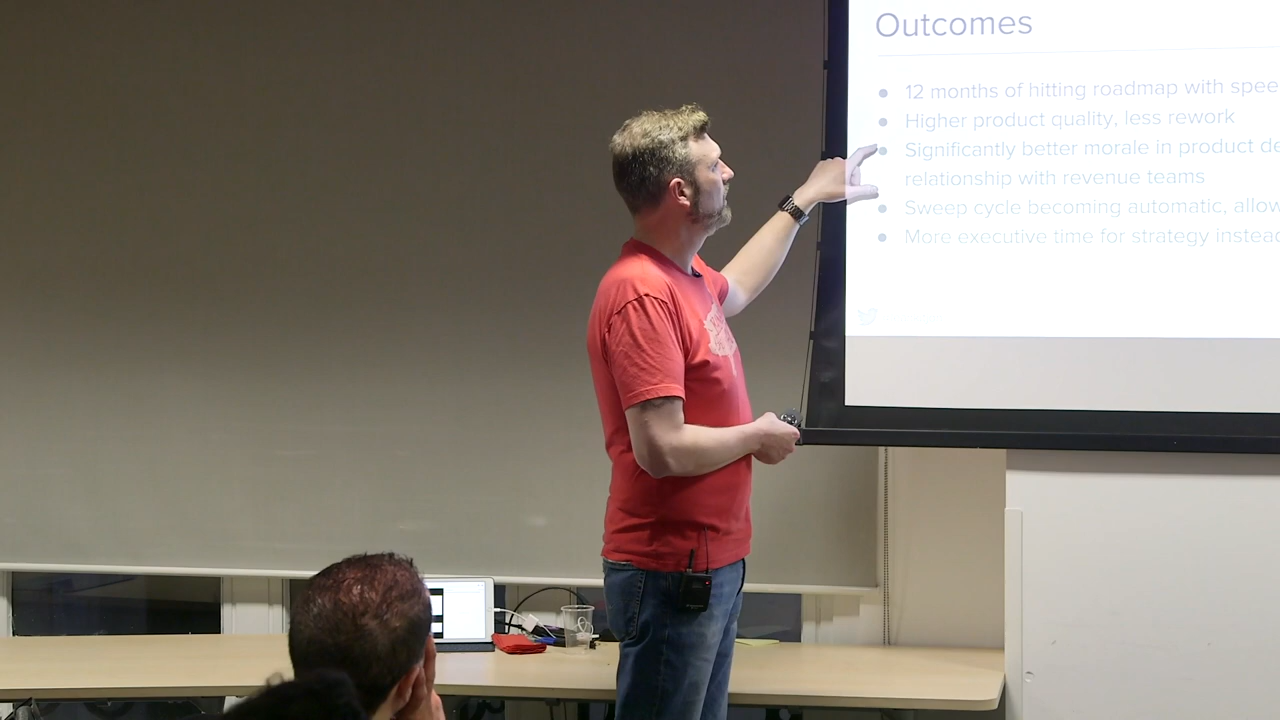 Outcomes
12 months of hitting roadmap with spee
Higher product quality, less rework
Significantly better morale in product de
relationship with revenue teams
Sweep cycle becoming automatic, allow
More executive time for strategy instead